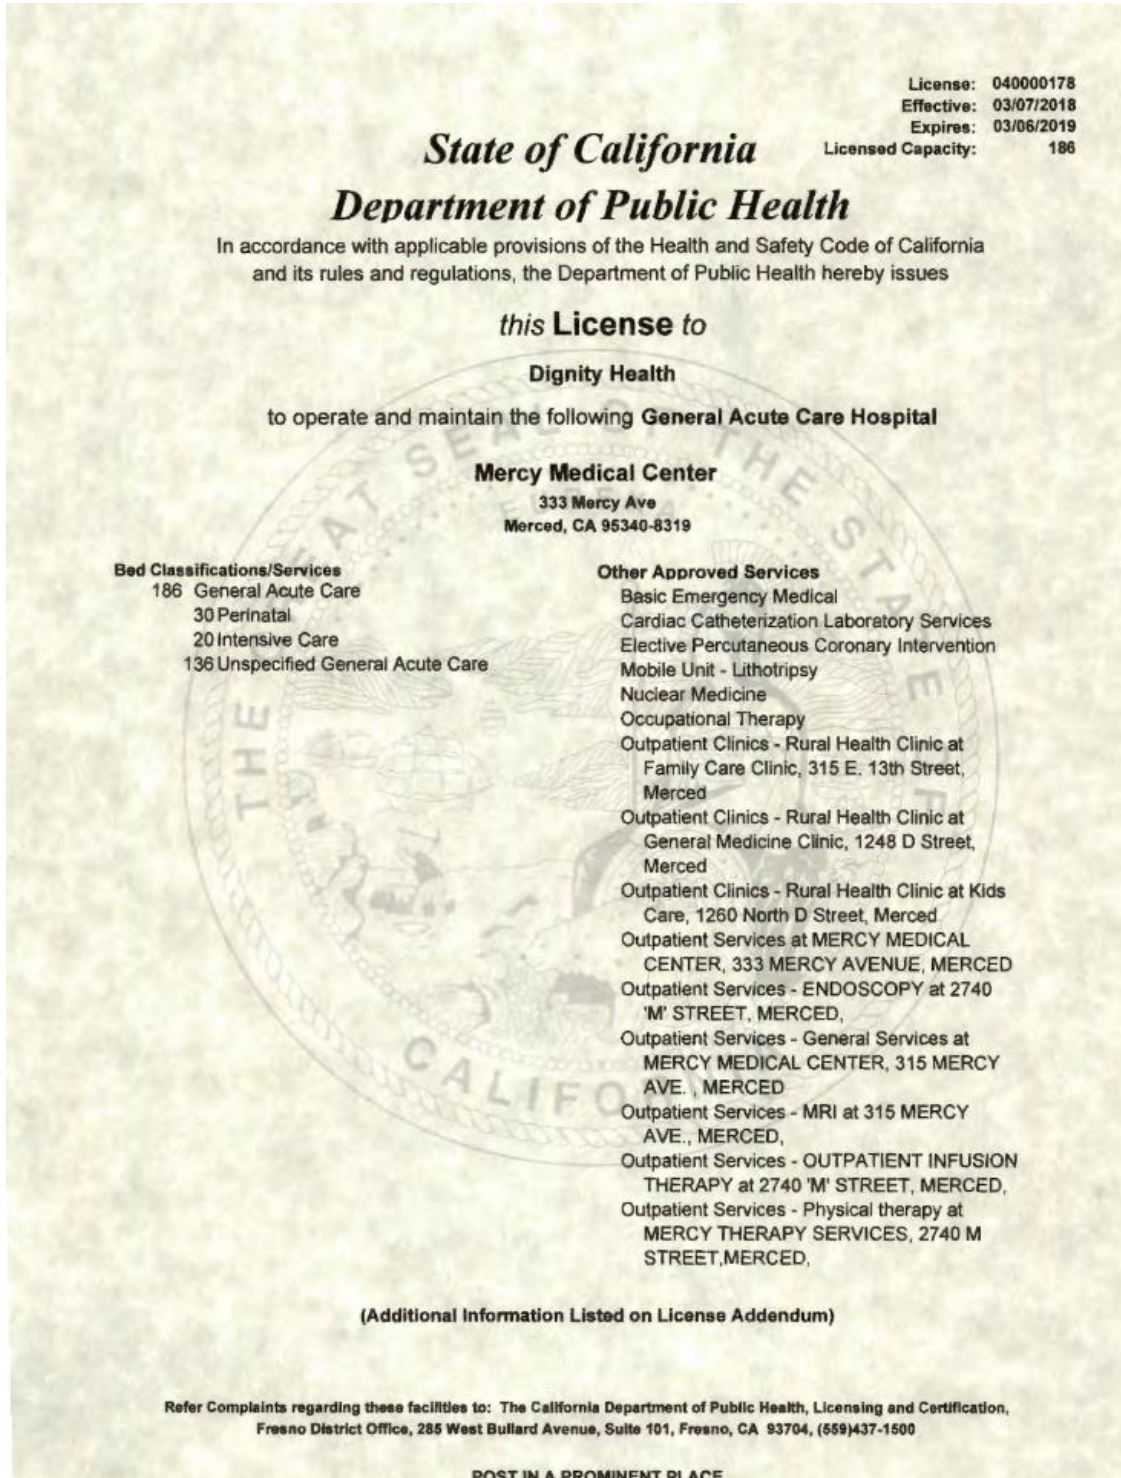 License: 040000178
Effective: 03/07/2018
Expires: 03/06/2019
Licensed Capacity: 186
State of California
Department of Public Health
In accordance with applicable provisions of the Health and Safety Code of California
and its rules and regulations, the Department of Public Health hereby issues
this License to
Dignity Health
to operate and maintain the following General Acute Care Hospital
Mercy Medical Center
333 Mercy Ave
Merced, CA 95340-8319
Bed Classifications/Services
186 General Acute Care
30 Perinatal
20 Intensive Care
136 Unspecified General Acute Care
Other Approved Services
Basic Emergency Medical
Cardiac Catheterization Laboratory Services
Elective Percutaneous Coronary Intervention
Mobile Unit - Lithotripsy
Nuclear Medicine
Occupational Therapy
Outpatient Clinics - Rural Health Clinic at
Family Care Clinic, 315 E. 13th Street,
Merced
Outpatient Clinics - Rural Health Clinic at
General Medicine Clinic, 1248 D Street,
Merced
Outpatient Clinics - Rural Health Clinic at Kids
Care, 1260 North D Street, Merced
Outpatient Services at MERCY MEDICAL
CENTER, 333 MERCY AVENUE, MERCED
Outpatient Services - ENDOSCOPY at 2740
'M' STREET, MERCED,
Outpatient Services - General Services at
MERCY MEDICAL CENTER, 315 MERCY
AVE. , MERCED
Outpatient Services - MRI at 315 MERCY
AVE., MERCED,
Outpatient Services - OUTPATIENT INFUSION
THERAPY at 2740 'M' STREET, MERCED,
Outpatient Services - Physical therapy at
MERCY THERAPY SERVICES, 2740 M
STREET,MERCED,
(Additional Information Listed on License Addendum)
Refer Complaints regarding these facilities to: The California Department of Public Health, Licensing and Certification,
Fresno District Office, 285 West Bullard Avenue, Suite 101, Fresno, CA 93704, (559)437-1500
POST IN A PROMINENT PLACE
THE SEAL OF THE STATE OF
CALIFORNIA